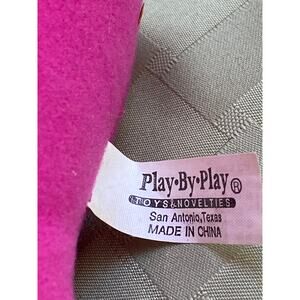 Play•By•Play®
TOYS & NOVELTIES
San Antonio, Texas
MADE IN CHINA